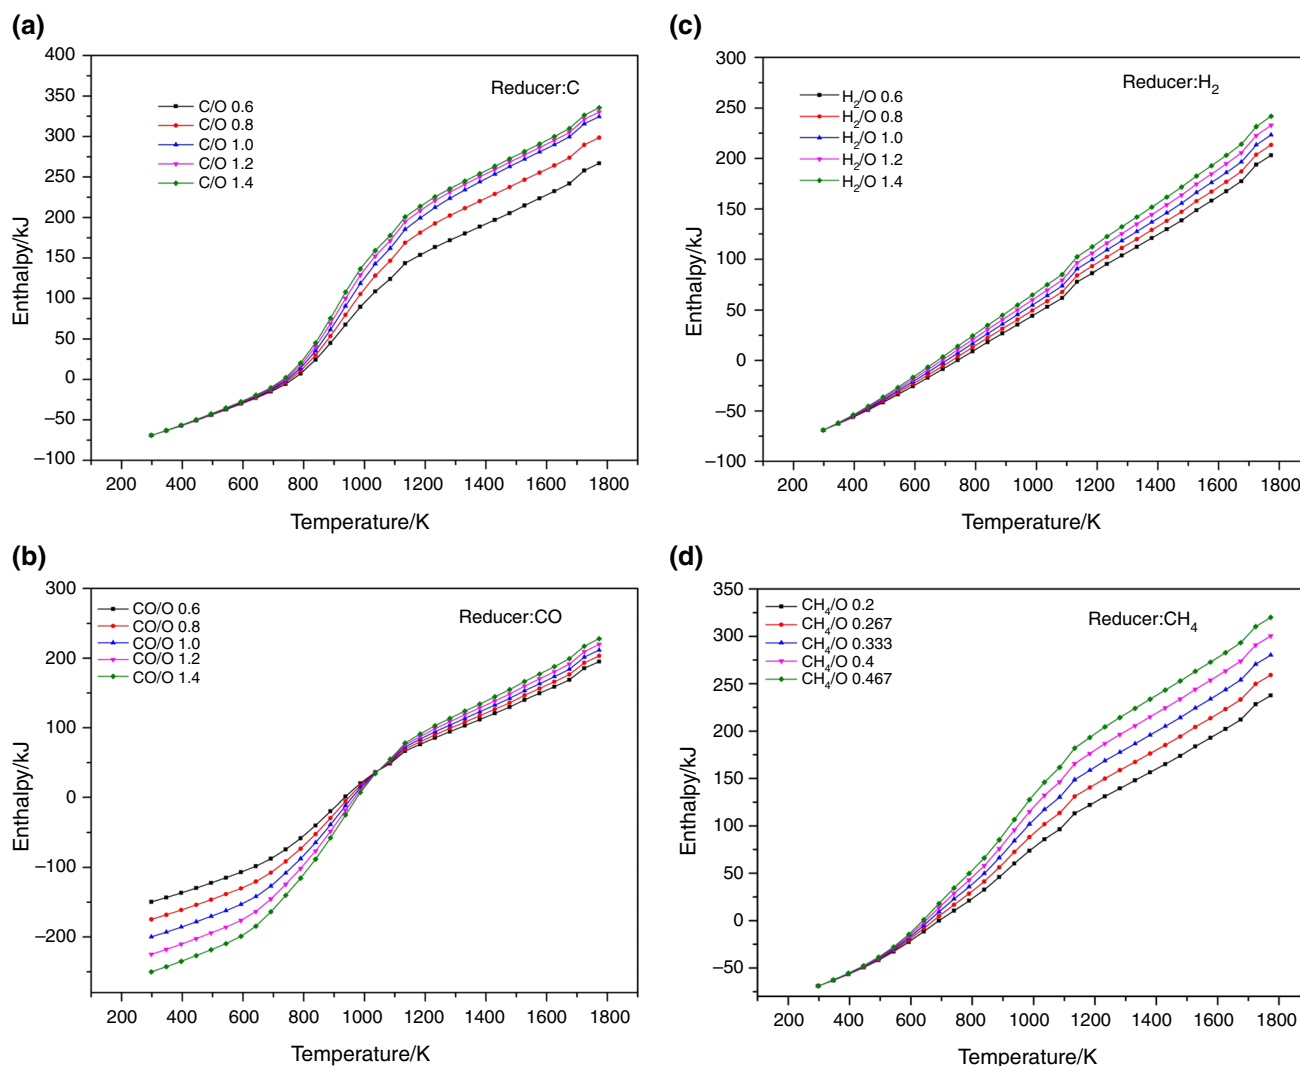 (a)
400
350
300
250
200
150
100
50
0
−50
−100
Enthalpy/kJ
Reducer:C
C/O 0.6
C/O 0.8
C/O 1.0
C/O 1.2
C/O 1.4
200 400 600 800 1000 1200 1400 1600 1800
Temperature/K
(c)
300
250
200
150
100
50
0
−50
−100
Enthalpy/kJ
Reducer:H2
H2/O 0.6
H2/O 0.8
H2/O 1.0
H2/O 1.2
H2/O 1.4
200 400 600 800 1000 1200 1400 1600 1800
Temperature/K
(b)
300
200
100
0
−100
−200
Enthalpy/kJ
Reducer:CO
CO/O 0.6
CO/O 0.8
CO/O 1.0
CO/O 1.2
CO/O 1.4
200 400 600 800 1000 1200 1400 1600 1800
Temperature/K
(d)
350
300
250
200
150
100
50
0
−50
Enthalpy/kJ
Reducer:CH4
CH4/O 0.2
CH4/O 0.267
CH4/O 0.333
CH4/O 0.4
CH4/O 0.467
200 400 600 800 1000 1200 1400 1600 1800
Temperature/K